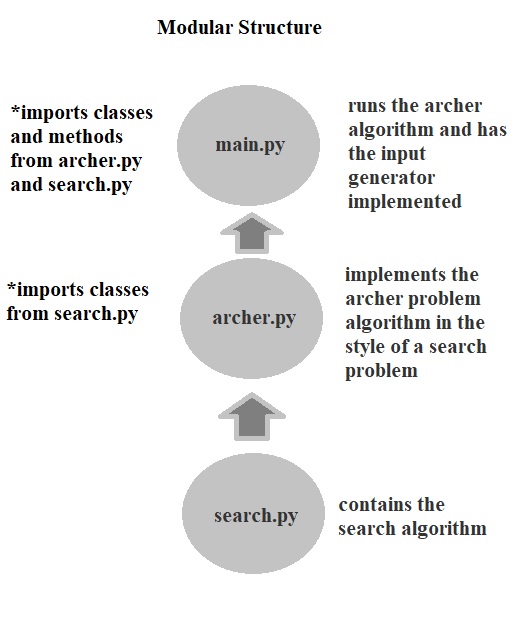 Modular Structure
*imports classes
and methods
from archer.py
and search.py
main.py
runs the archer
algorithm and has
the input
generator
implemented
*imports classes
from search.py
archer.py
implements the
archer problem
algorithm in the
style of a search
problem
search.py
contains the
search algorithm